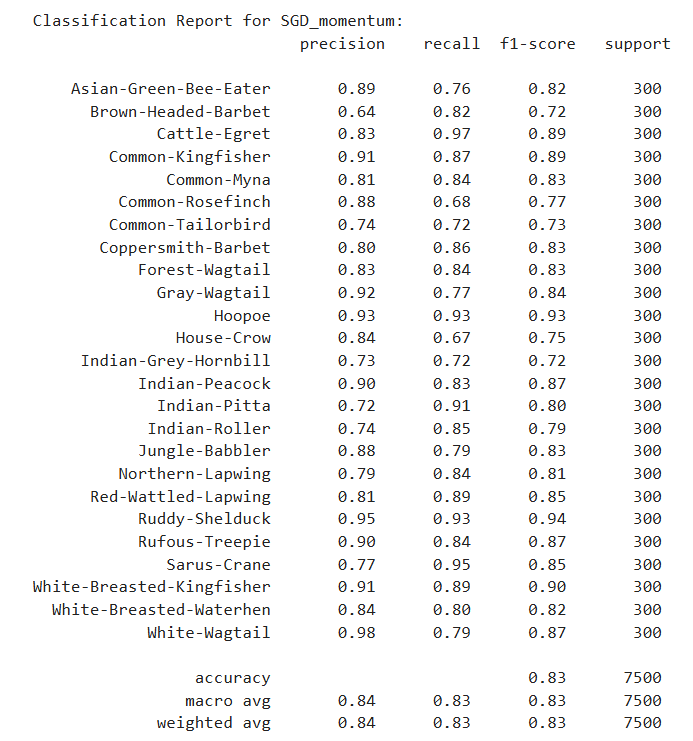 Classification Report for SGD_momentum:
precision recall f1-score support
Asian-Green-Bee-Eater 0.89 0.76 0.82 300
Brown-Headed-Barbet 0.64 0.82 0.72 300
Cattle-Egret 0.83 0.97 0.89 300
Common-Kingfisher 0.91 0.87 0.89 300
Common-Myna 0.81 0.84 0.83 300
Common-Rosefinch 0.88 0.68 0.77 300
Common-Tailorbird 0.74 0.72 0.73 300
Coppersmith-Barbet 0.80 0.86 0.83 300
Forest-Wagtail 0.83 0.84 0.83 300
Gray-Wagtail 0.92 0.77 0.84 300
Hoopoe 0.93 0.93 0.93 300
House-Crow 0.84 0.67 0.75 300
Indian-Grey-Hornbill 0.73 0.72 0.72 300
Indian-Peacock 0.90 0.83 0.87 300
Indian-Pitta 0.72 0.91 0.80 300
Indian-Roller 0.74 0.85 0.79 300
Jungle-Babbler 0.88 0.79 0.83 300
Northern-Lapwing 0.79 0.84 0.81 300
Red-Wattled-Lapwing 0.81 0.89 0.85 300
Ruddy-Shelduck 0.95 0.93 0.94 300
Rufous-Treepie 0.90 0.84 0.87 300
Sarus-Crane 0.77 0.95 0.85 300
White-Breasted-Kingfisher 0.91 0.89 0.90 300
White-Breasted-Waterhen 0.84 0.80 0.82 300
White-Wagtail 0.98 0.79 0.87 300
accuracy 0.83 7500
macro avg 0.84 0.83 0.83 7500
weighted avg 0.84 0.83 0.83 7500